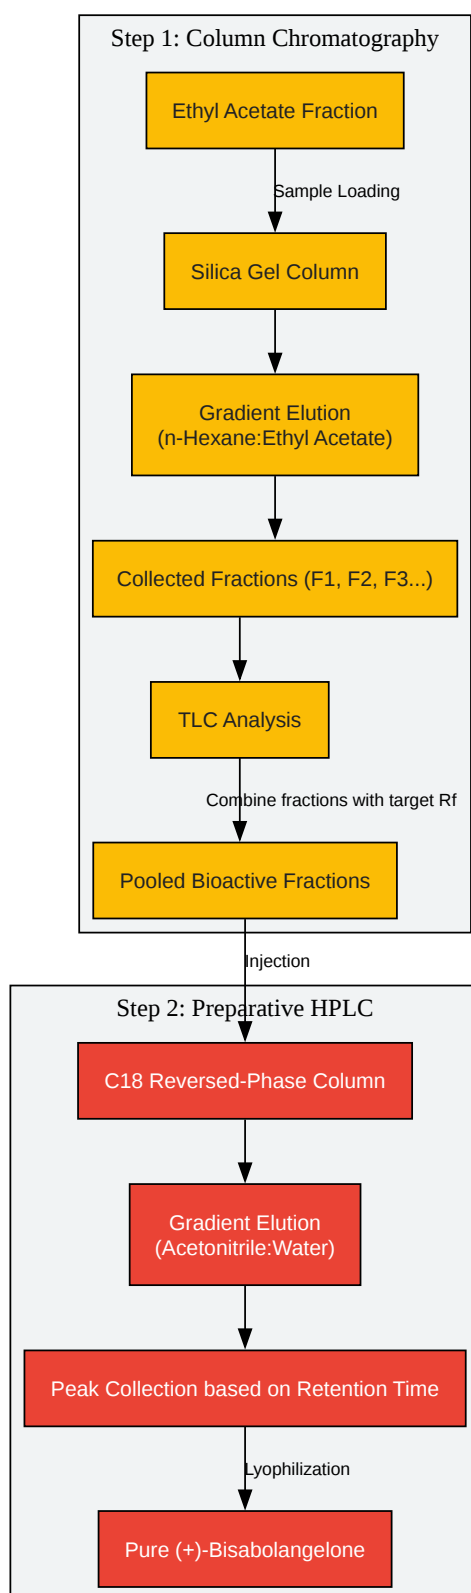 Step 1: Column Chromatography
Ethyl Acetate Fraction
Sample Loading
Silica Gel Column
Gradient Elution
(n-Hexane:Ethyl Acetate)
Collected Fractions (F1, F2, F3...)
TLC Analysis
Combine fractions with target Rf
Pooled Bioactive Fractions
Injection
Step 2: Preparative HPLC
C18 Reversed-Phase Column
Gradient Elution
(Acetonitrile:Water)
Peak Collection based on Retention Time
Lyophilization
Pure (+)-Bisabolangelone